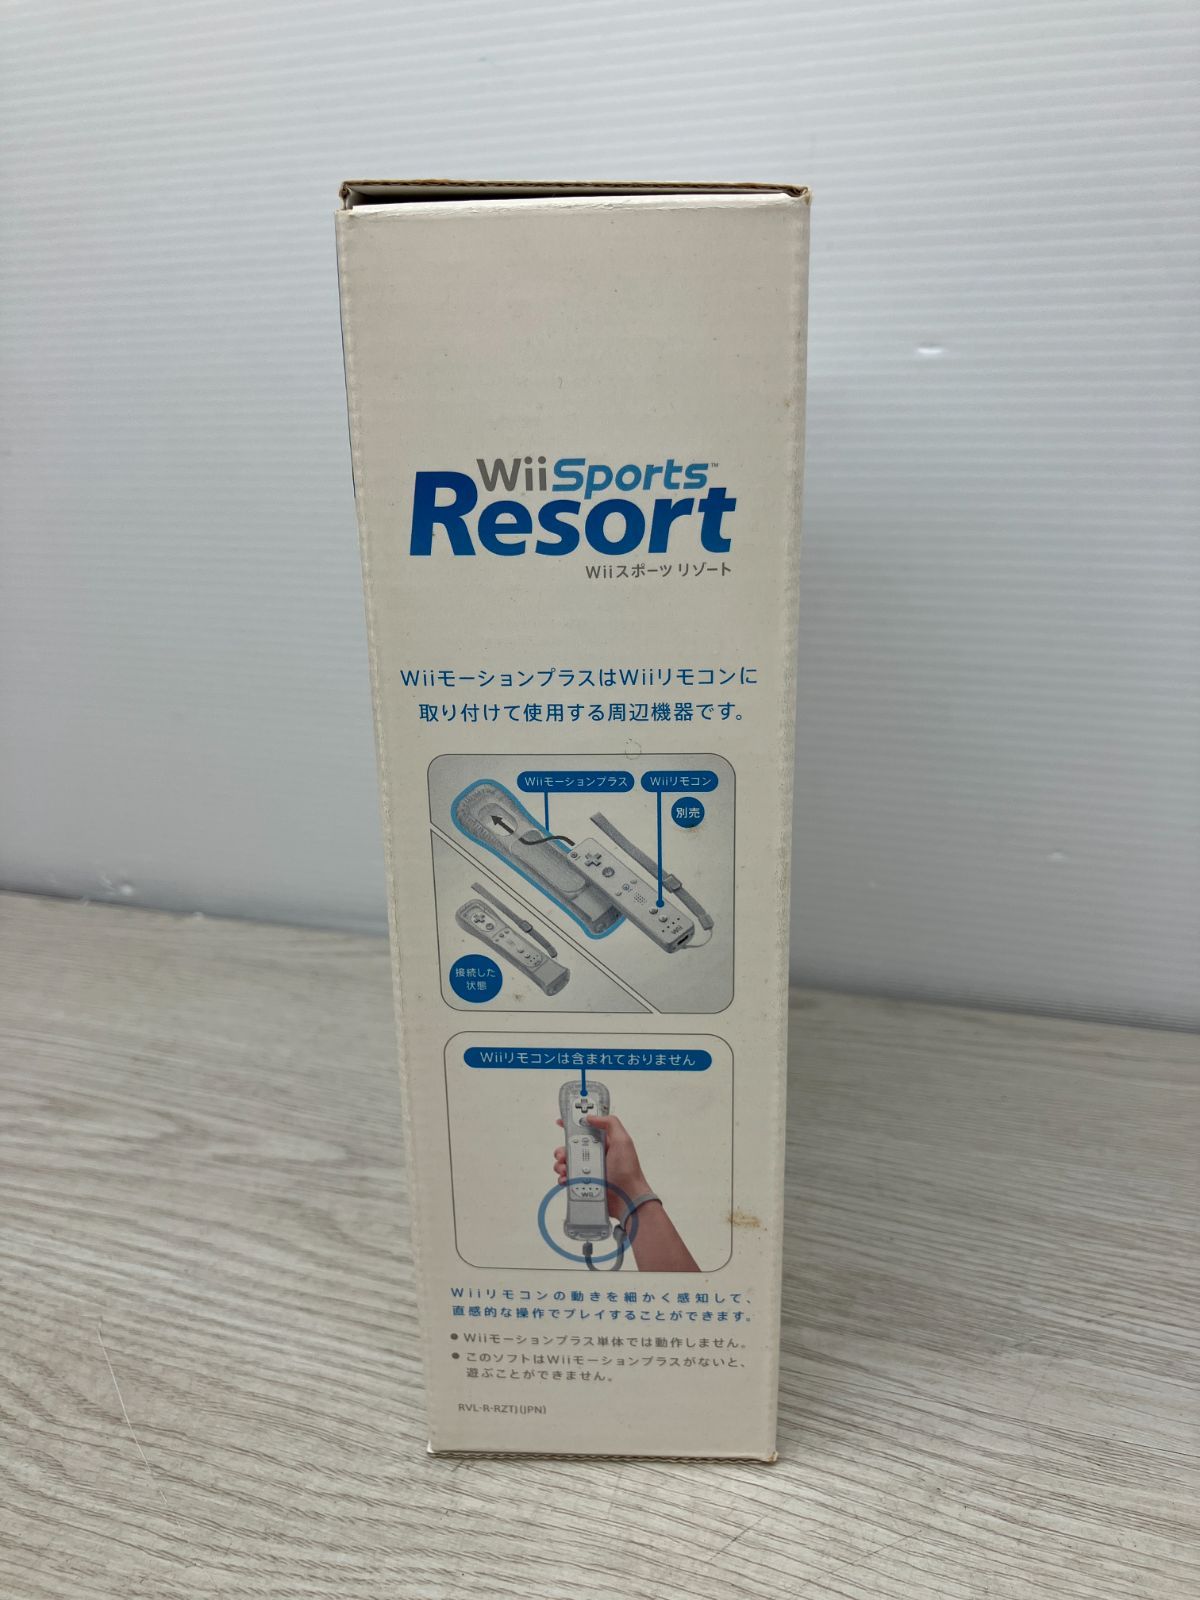 Wii Sports™
Resort
Wiiスポーツ リゾート
WiiモーションプラスはWiiリモコンに
取り付けて使用する周辺機器です。
Wiiモーションプラス
Wiiリモコン
別売
Wii
接続した
状態
Wiiリモコンは含まれておりません
Wii
Wiiリモコンの動きを細かく感知して、
直感的な操作でプレイすることができます。
● Wiiモーションプラス単体では動作しません。
● このソフトはWiiモーションプラスがないと、
遊ぶことができません。
RVL-R-RZTJ(JPN)